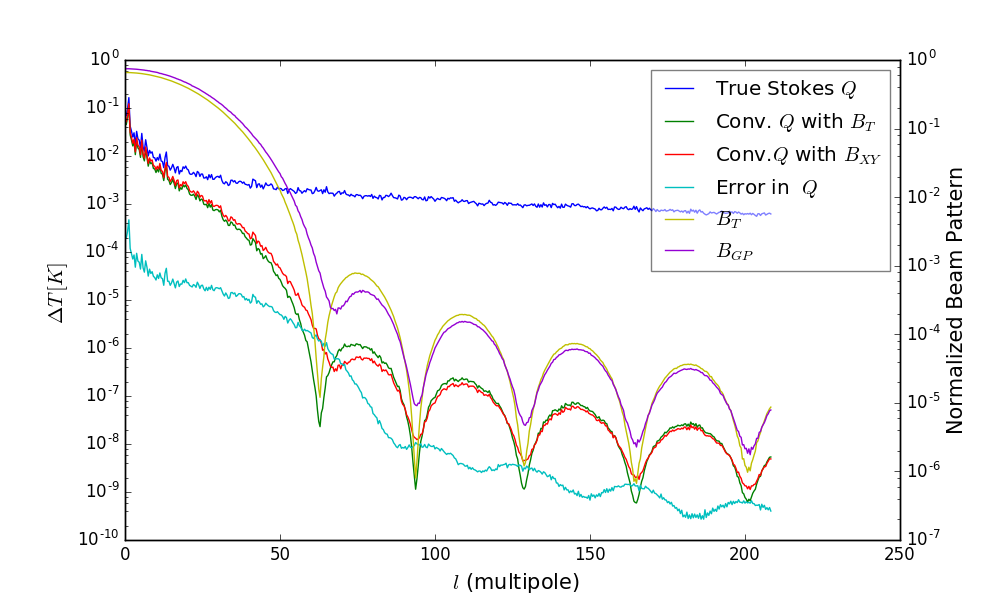 10^0
10^-1
10^-2
10^-3
10^-4
10^-5
10^-6
10^-7
10^-8
10^-9
10^-10
ΔT[K]
0
50
100
150
200
250
l (multipole)
True Stokes Q
Conv. Q with B_T
Conv.Q with B_XY
Error in Q
B_T
B_GP
10^0
10^-1
10^-2
10^-3
10^-4
10^-5
10^-6
10^-7
Normalized Beam Pattern